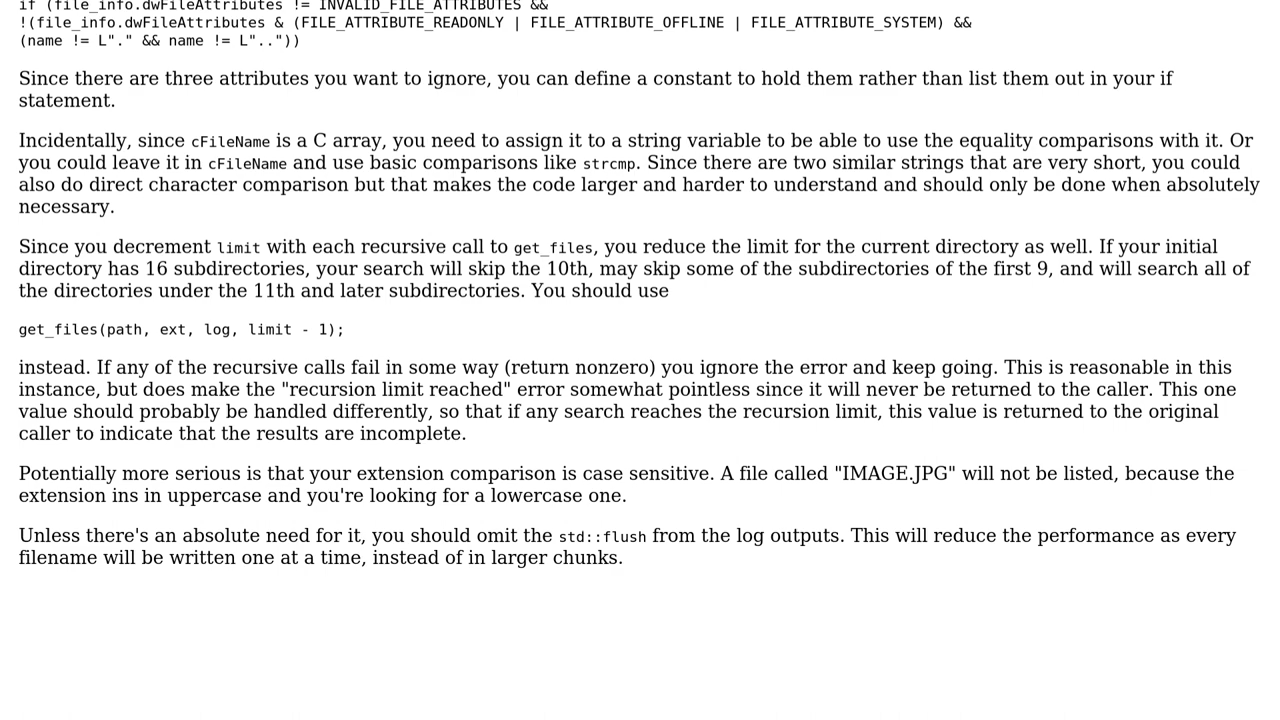 if (file_info.dwFileAttributes != INVALID_FILE_ATTRIBUTES &&
!(file_info.dwFileAttributes & (FILE_ATTRIBUTE_READONLY | FILE_ATTRIBUTE_OFFLINE | FILE_ATTRIBUTE_SYSTEM) &&
(name != L"." && name != L".."))
Since there are three attributes you want to ignore, you can define a constant to hold them rather than list them out in your if
statement.
Incidentally, since cFileName is a C array, you need to assign it to a string variable to be able to use the equality comparisons with it. Or
you could leave it in cFileName and use basic comparisons like strcmp. Since there are two similar strings that are very short, you could
also do direct character comparison but that makes the code larger and harder to understand and should only be done when absolutely
necessary.
Since you decrement limit with each recursive call to get_files, you reduce the limit for the current directory as well. If your initial
directory has 16 subdirectories, your search will skip the 10th, may skip some of the subdirectories of the first 9, and will search all of
the directories under the 11th and later subdirectories. You should use
get_files(path, ext, log, limit - 1);
instead. If any of the recursive calls fail in some way (return nonzero) you ignore the error and keep going. This is reasonable in this
instance, but does make the "recursion limit reached" error somewhat pointless since it will never be returned to the caller. This one
value should probably be handled differently, so that if any search reaches the recursion limit, this value is returned to the original
caller to indicate that the results are incomplete.
Potentially more serious is that your extension comparison is case sensitive. A file called "IMAGE.JPG" will not be listed, because the
extension ins in uppercase and you're looking for a lowercase one.
Unless there's an absolute need for it, you should omit the std::flush from the log outputs. This will reduce the performance as every
filename will be written one at a time, instead of in larger chunks.